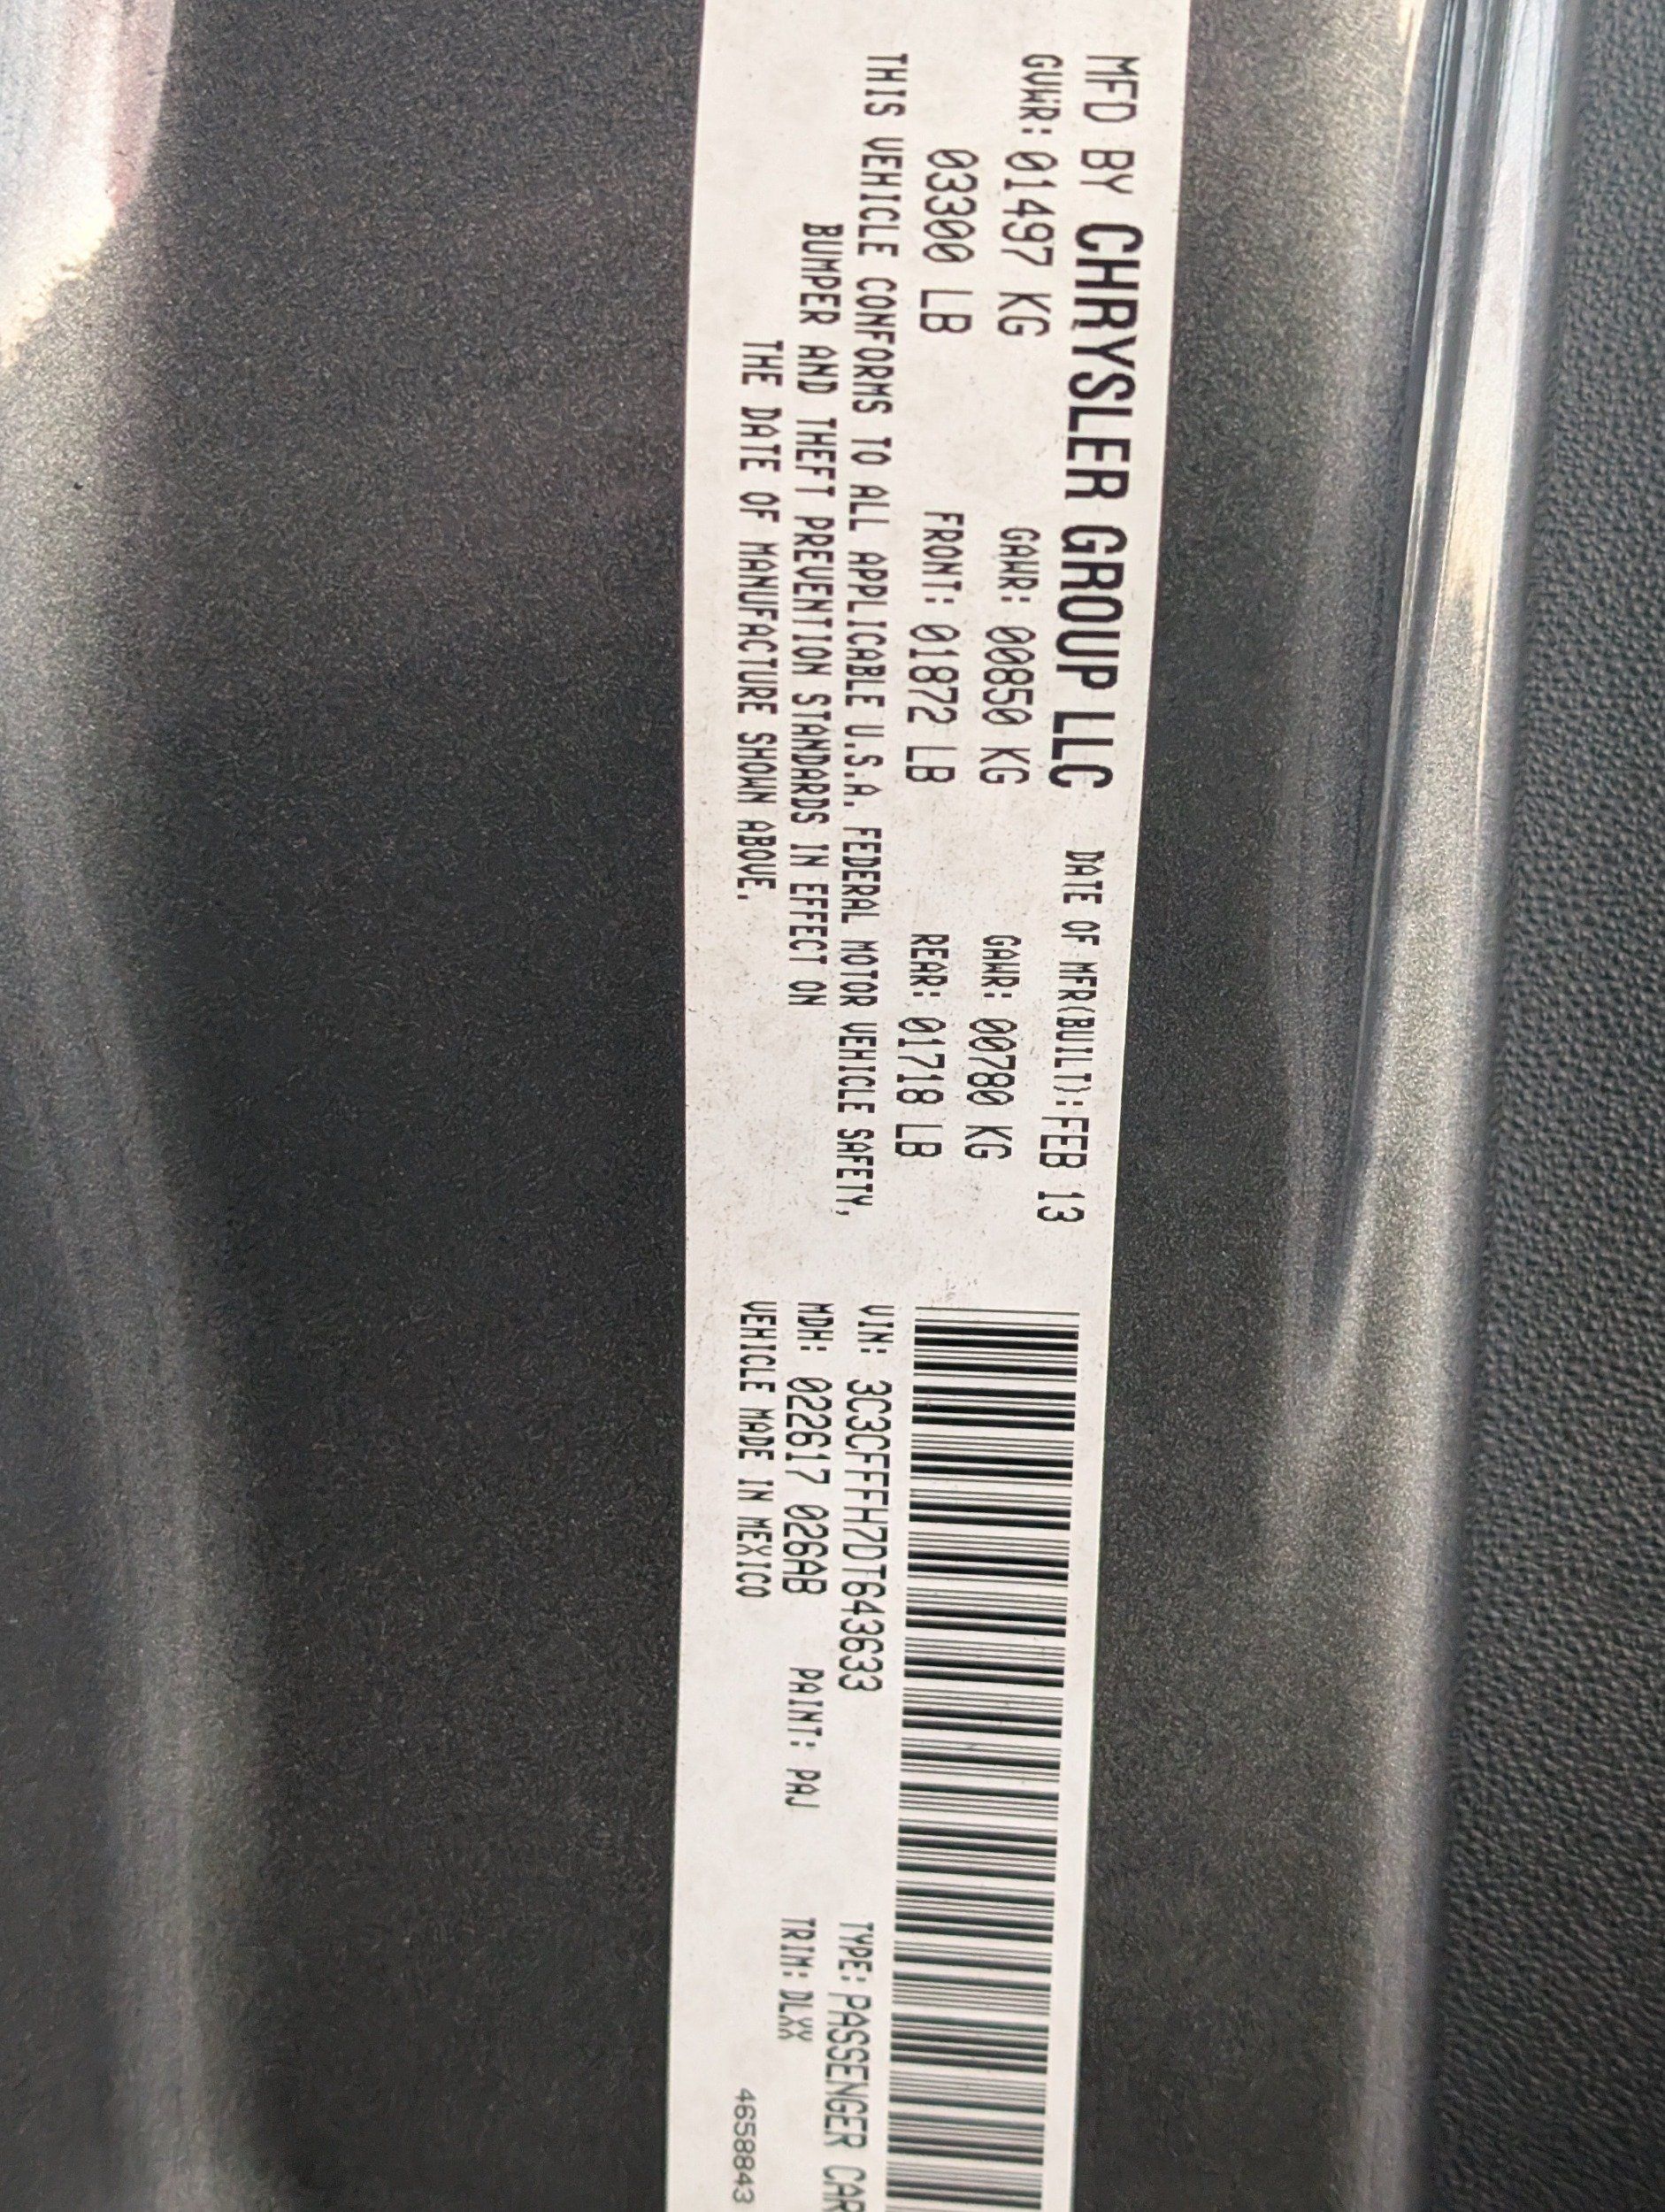 MFD BY CHRYSLER GROUP LLC DATE OF MFR(BUILT):FEB 13
GVWR: 01497 KG GAWR: 00850 KG GAWR: 00780 KG
03300 LB FRONT: 01872 LB REAR: 01718 LB
THIS VEHICLE CONFORMS TO ALL APPLICABLE U.S.A. FEDERAL MOTOR VEHICLE SAFETY,
BUMPER AND THEFT PREVENTION STANDARDS IN EFFECT ON
THE DATE OF MANUFACTURE SHOWN ABOVE.
VIN: 3C3CFFFH7DT643633 TYPE: PASSENGER CAR
MDH: 022617 026AB PAINT: PAJ TRIM: DLXX
VEHICLE MADE IN MEXICO
4658843